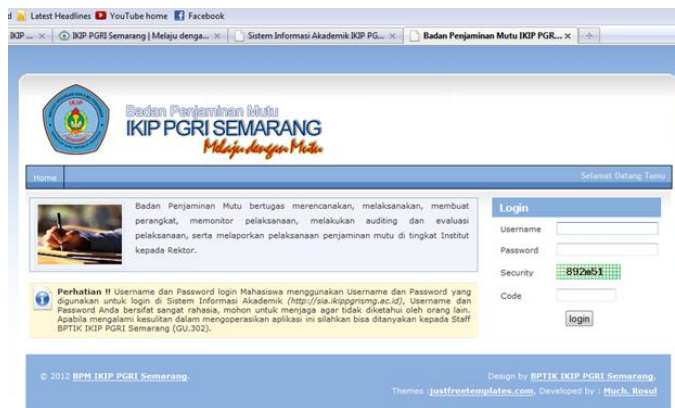 d Latest Headlines YouTube home Facebook
IKIP ... × IKIP PGRI Semarang | Melaju denga... × Sistem Informasi Akademik IKIP PG... × Badan Penjaminan Mutu IKIP PGR... ×
IKIP
Badan Penjaminan Mutu
IKIP PGRI SEMARANG
Melaju dengan Mutu
Home Selamat Datang Tamu
Badan Penjaminan Mutu bertugas merencanakan, melaksanakan, membuat
perangkat, memonitor pelaksanaan, melakukan auditing dan evaluasi
pelaksanaan, serta melaporkan pelaksanaan penjaminan mutu di tingkat Institut
kepada Rektor.
Login
Username
Password
Security 892m51
Code
login
Perhatian !! Username dan Password login Mahasiswa menggunakan Username dan Password yang
digunakan untuk login di Sistem Informasi Akademik (http://sia.ikippgrismg.ac.id), Username dan
Password Anda bersifat sangat rahasia, mohon untuk menjaga agar tidak diketahui oleh orang lain.
Apabila mengalami kesulitan dalam mengoperasikan aplikasi ini silahkan bisa ditanyakan kepada Staff
BPTIK IKIP PGRI Semarang (GU.302).
© 2012 BPM IKIP PGRI Semarang. Design by BPTIK IKIP PGRI Semarang,
Themes :justfreetemplates.com, Developed by : Much. Rosul